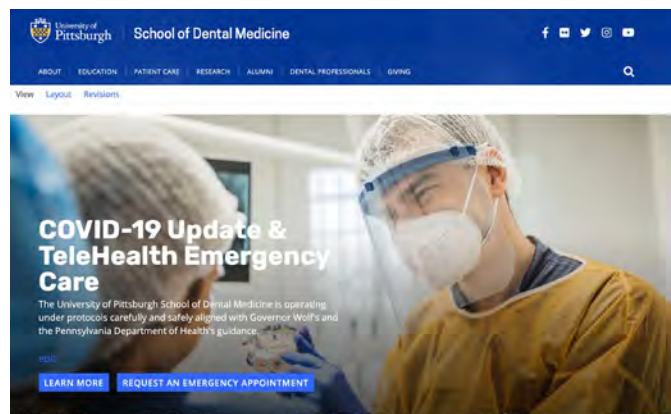 University of
Pittsburgh
School of Dental Medicine
ABOUT EDUCATION PATIENT CARE RESEARCH ALUMNI DENTAL PROFESSIONALS GIVING
View Layout Revisions
COVID-19 Update &
TeleHealth Emergency
Care
The University of Pittsburgh School of Dental Medicine is operating
under protocols carefully and safely aligned with Governor Wolf's and
the Pennsylvania Department of Health's guidance.
edit
LEARN MORE REQUEST AN EMERGENCY APPOINTMENT